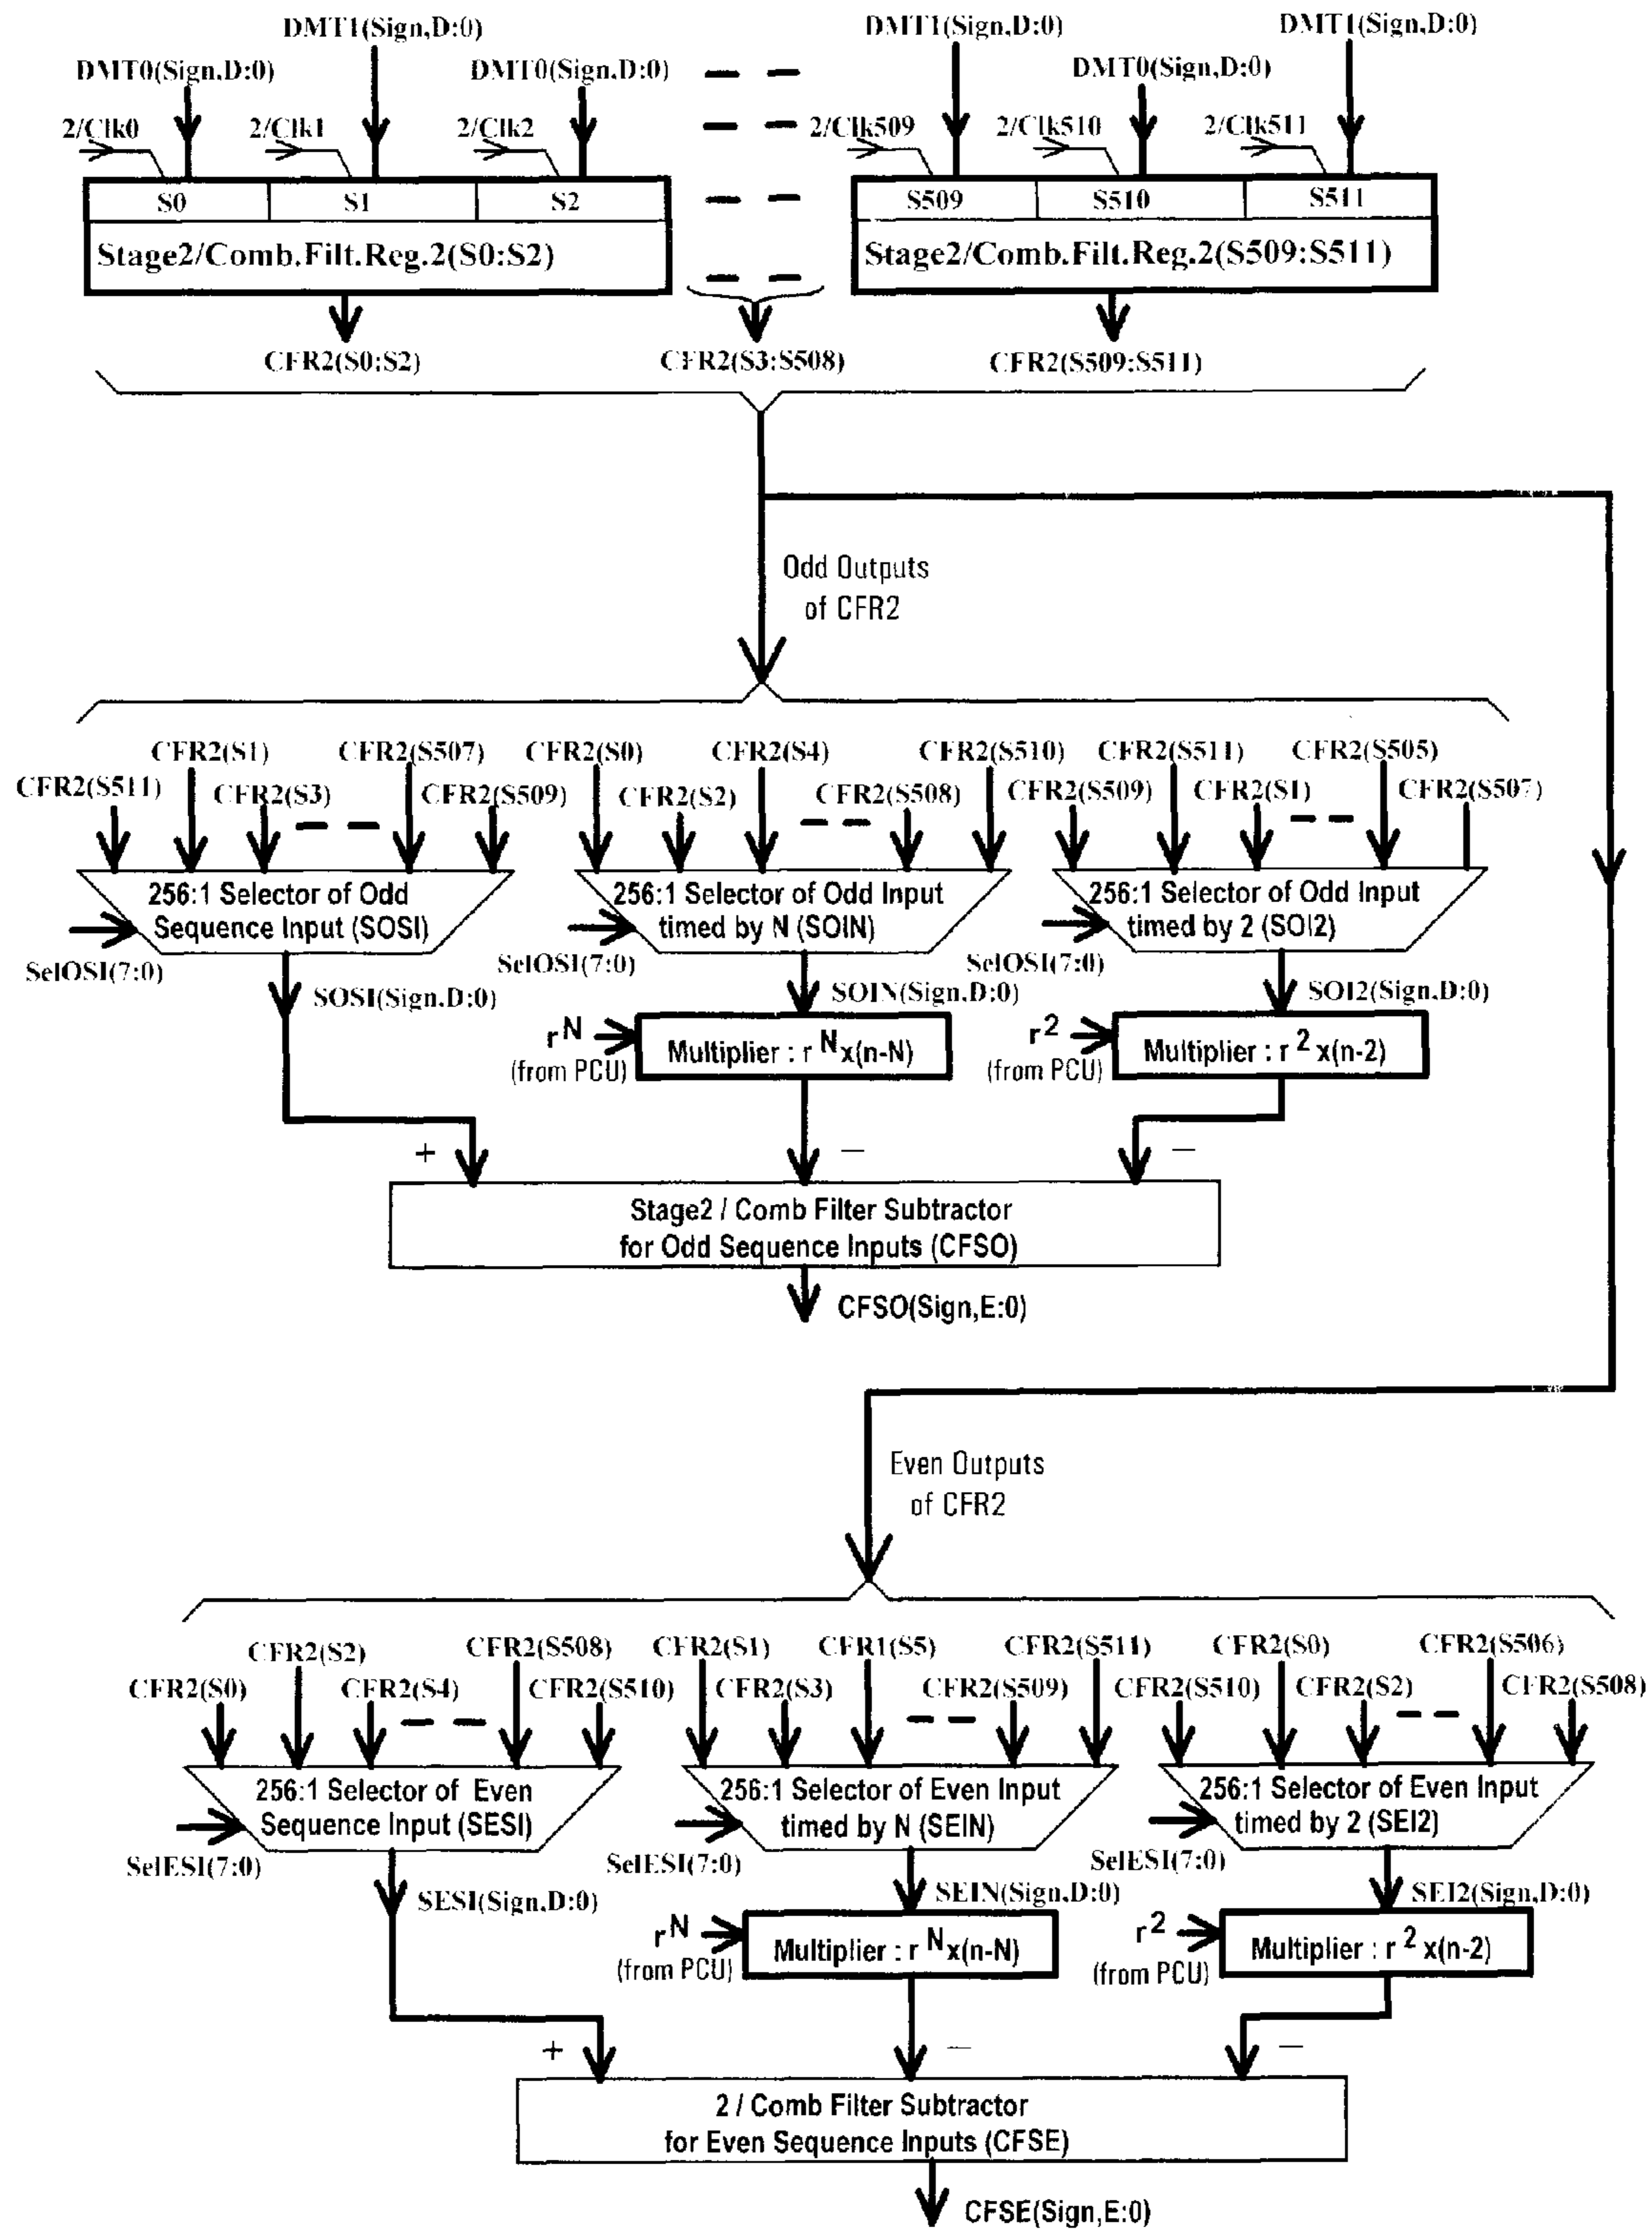 DMT1(Sign,D:0)
DMT1(Sign,D:0)
DMT1(Sign,D:0)
DMT0(Sign,D:0)
DMT0(Sign,D:0)
DMT0(Sign,D:0)
2/Clk0
2/Clk1
2/Clk2
2/Clk509
2/Clk510
2/Clk511
S0
S1
S2
S509
S510
S511
Stage2/Comb.Filt.Reg.2(S0:S2)
Stage2/Comb.Filt.Reg.2(S509:S511)
CFR2(S0:S2)
CFR2(S3:S508)
CFR2(S509:S511)
Odd Outputs
of CFR2
CFR2(S1)
CFR2(S507)
CFR2(S0)
CFR2(S4)
CFR2(S510)
CFR2(S511)
CFR2(S505)
CFR2(S511)
CFR2(S3)
CFR2(S509)
CFR2(S2)
CFR2(S508)
CFR2(S509)
CFR2(S1)
CFR2(S507)
256:1 Selector of Odd
Sequence Input (SOSI)
256:1 Selector of Odd Input
timed by N (SOIN)
256:1 Selector of Odd Input
timed by 2 (SOI2)
SelOSI(7:0)
SelOSI(7:0)
SelOSI(7:0)
SOSI(Sign,D:0)
SOIN(Sign,D:0)
SOI2(Sign,D:0)
r^N
(from PCU)
Multiplier : r^N x(n-N)
r^2
(from PCU)
Multiplier : r^2 x(n-2)
+
−
−
Stage2 / Comb Filter Subtractor
for Odd Sequence Inputs (CFSO)
CFSO(Sign,E:0)
Even Outputs
of CFR2
CFR2(S2)
CFR2(S508)
CFR2(S1)
CFR1(S5)
CFR2(S511)
CFR2(S0)
CFR2(S506)
CFR2(S0)
CFR2(S4)
CFR2(S510)
CFR2(S3)
CFR2(S509)
CFR2(S510)
CFR2(S2)
CFR2(S508)
256:1 Selector of Even
Sequence Input (SESI)
256:1 Selector of Even Input
timed by N (SEIN)
256:1 Selector of Even Input
timed by 2 (SEI2)
SelESI(7:0)
SelESI(7:0)
SelESI(7:0)
SESI(Sign,D:0)
SEIN(Sign,D:0)
SEI2(Sign,D:0)
r^N
(from PCU)
Multiplier : r^N x(n-N)
r^2
(from PCU)
Multiplier : r^2 x(n-2)
+
−
−
2 / Comb Filter Subtractor
for Even Sequence Inputs (CFSE)
CFSE(Sign,E:0)